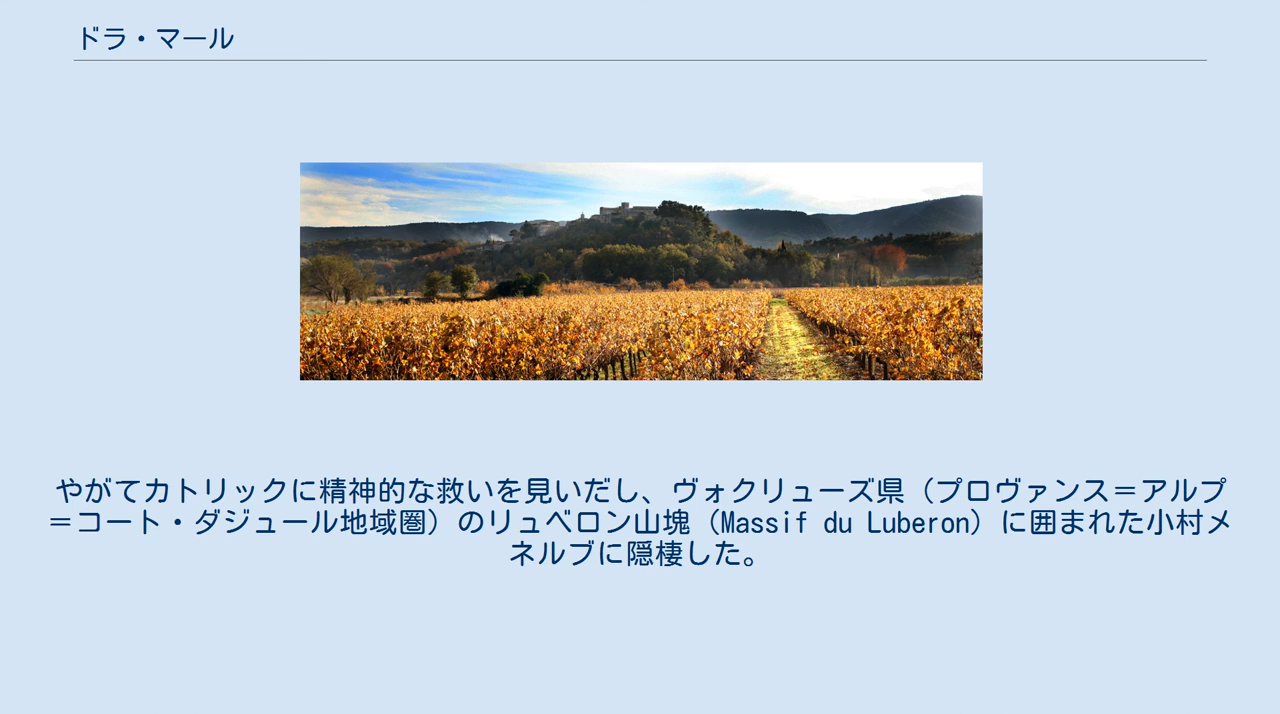 ドラ・マール
やがてカトリックに精神的な救いを見いだし、ヴォクリューズ県（プロヴァンス＝アルプ
＝コート・ダジュール地域圏）のリュベロン山塊（Massif du Luberon）に囲まれた小村メ
ネルブに隠棲した。